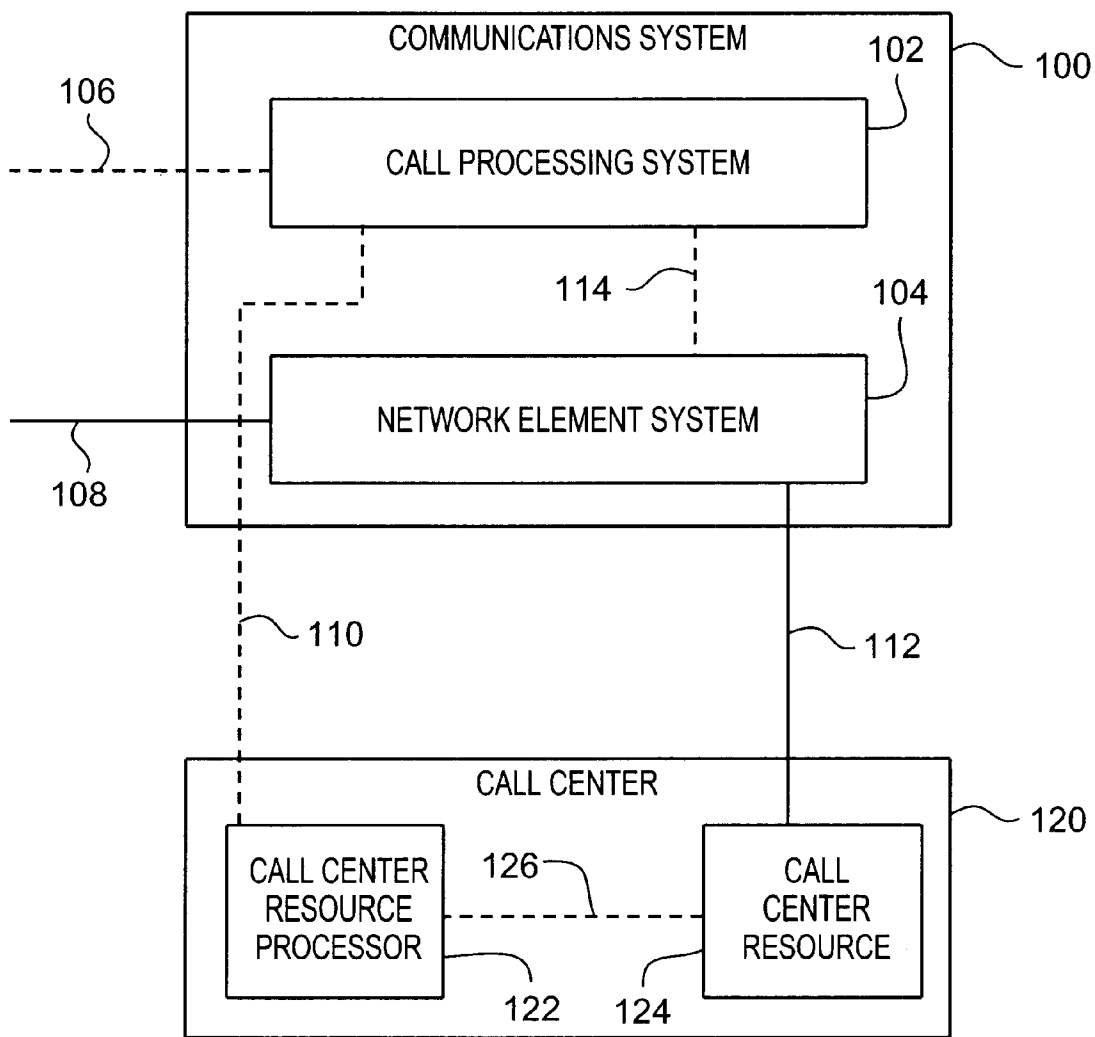 COMMUNICATIONS SYSTEM
100
102
106
CALL PROCESSING SYSTEM
114
104
NETWORK ELEMENT SYSTEM
108
110
112
CALL CENTER
120
CALL CENTER
RESOURCE
PROCESSOR
126
CALL
CENTER
RESOURCE
122
124